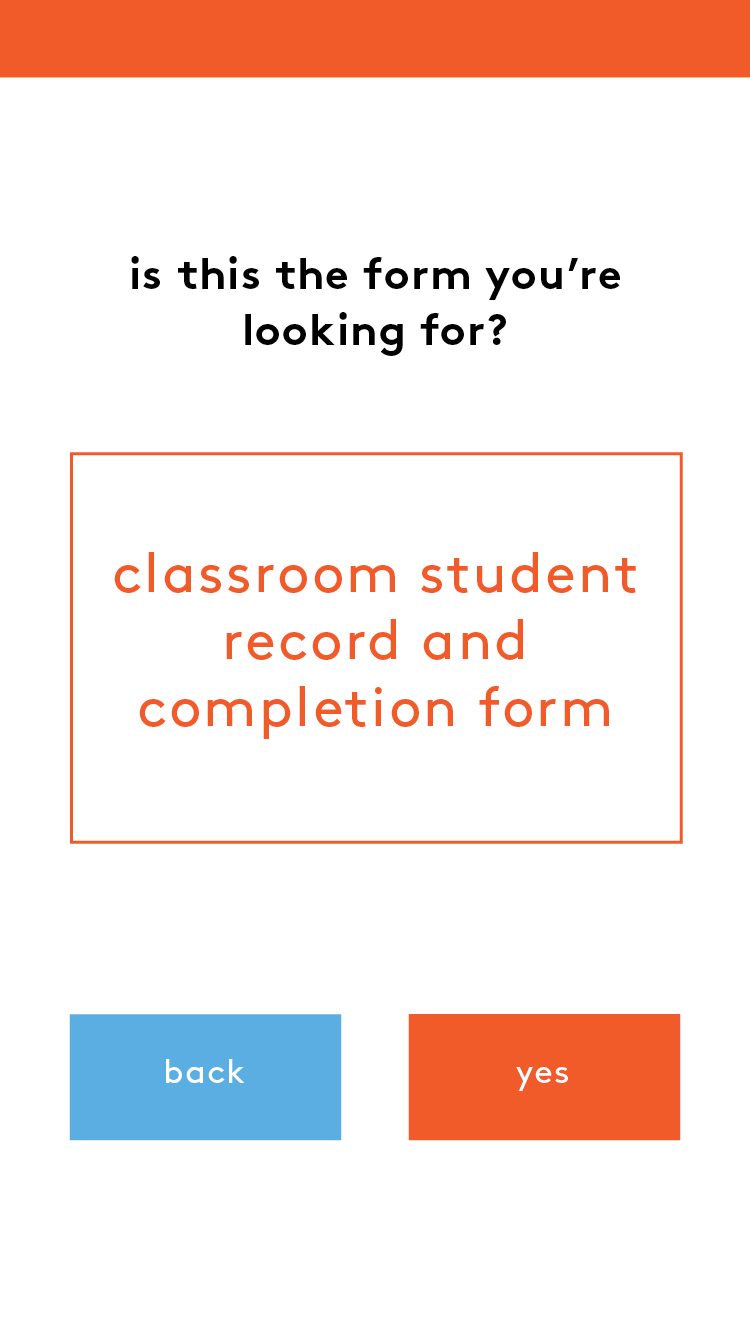 is this the form you’re
looking for?
classroom student
record and
completion form
back
yes